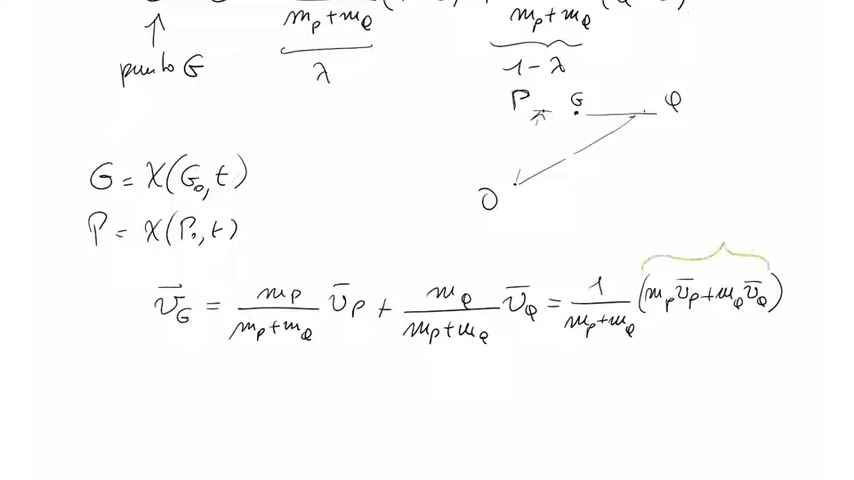 m_P+m_Q m_P+m_Q
punto G λ 1-λ
P G Q
O
G = χ(G₀,t)
P = χ(P₀,t)
v⃗_G = m_P/(m_P+m_Q) v̄_P + m_Q/(m_P+m_Q) v̄_Q = 1/(m_P+m_Q) (m_P v̄_P + m_Q v̄_Q)